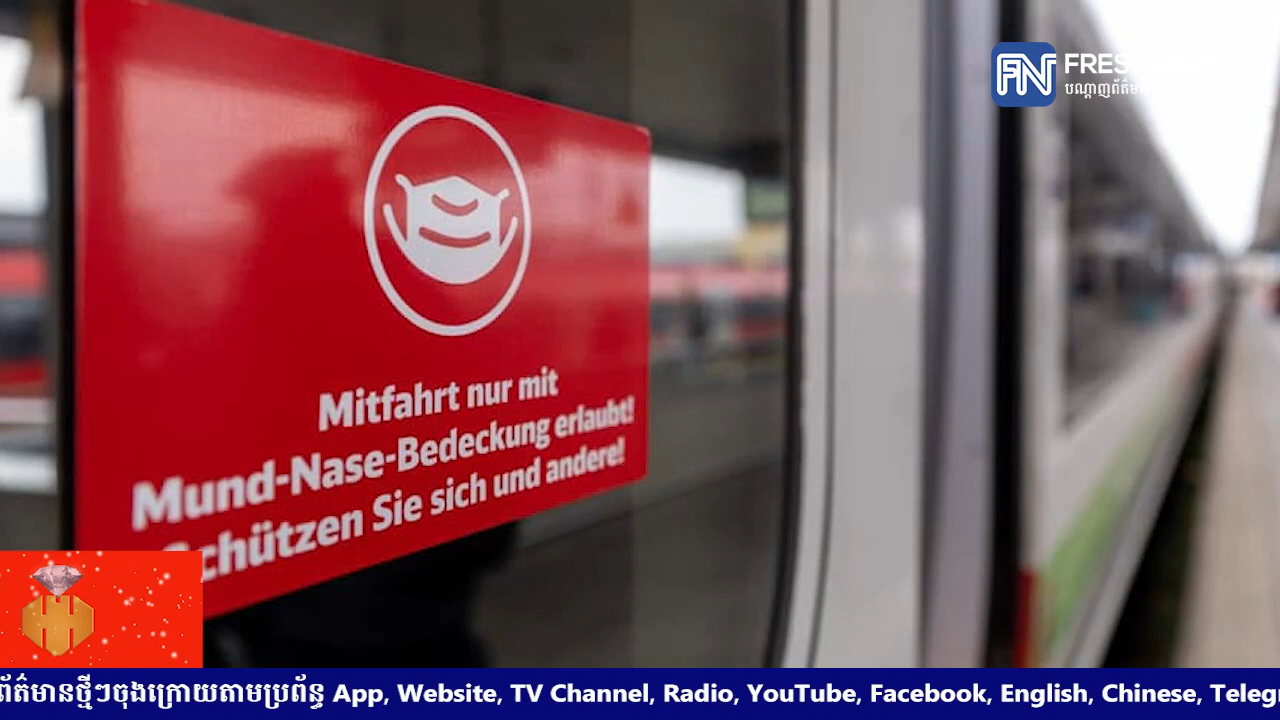 FN
Mitfahrt nur mit
Mund-Nase-Bedeckung erlaubt!
Schützen Sie sich und andere!
ព័ត៌មានថ្មីៗចុងក្រោយតាមប្រព័ន្ធ App, Website, TV Channel, Radio, YouTube, Facebook, English, Chinese,